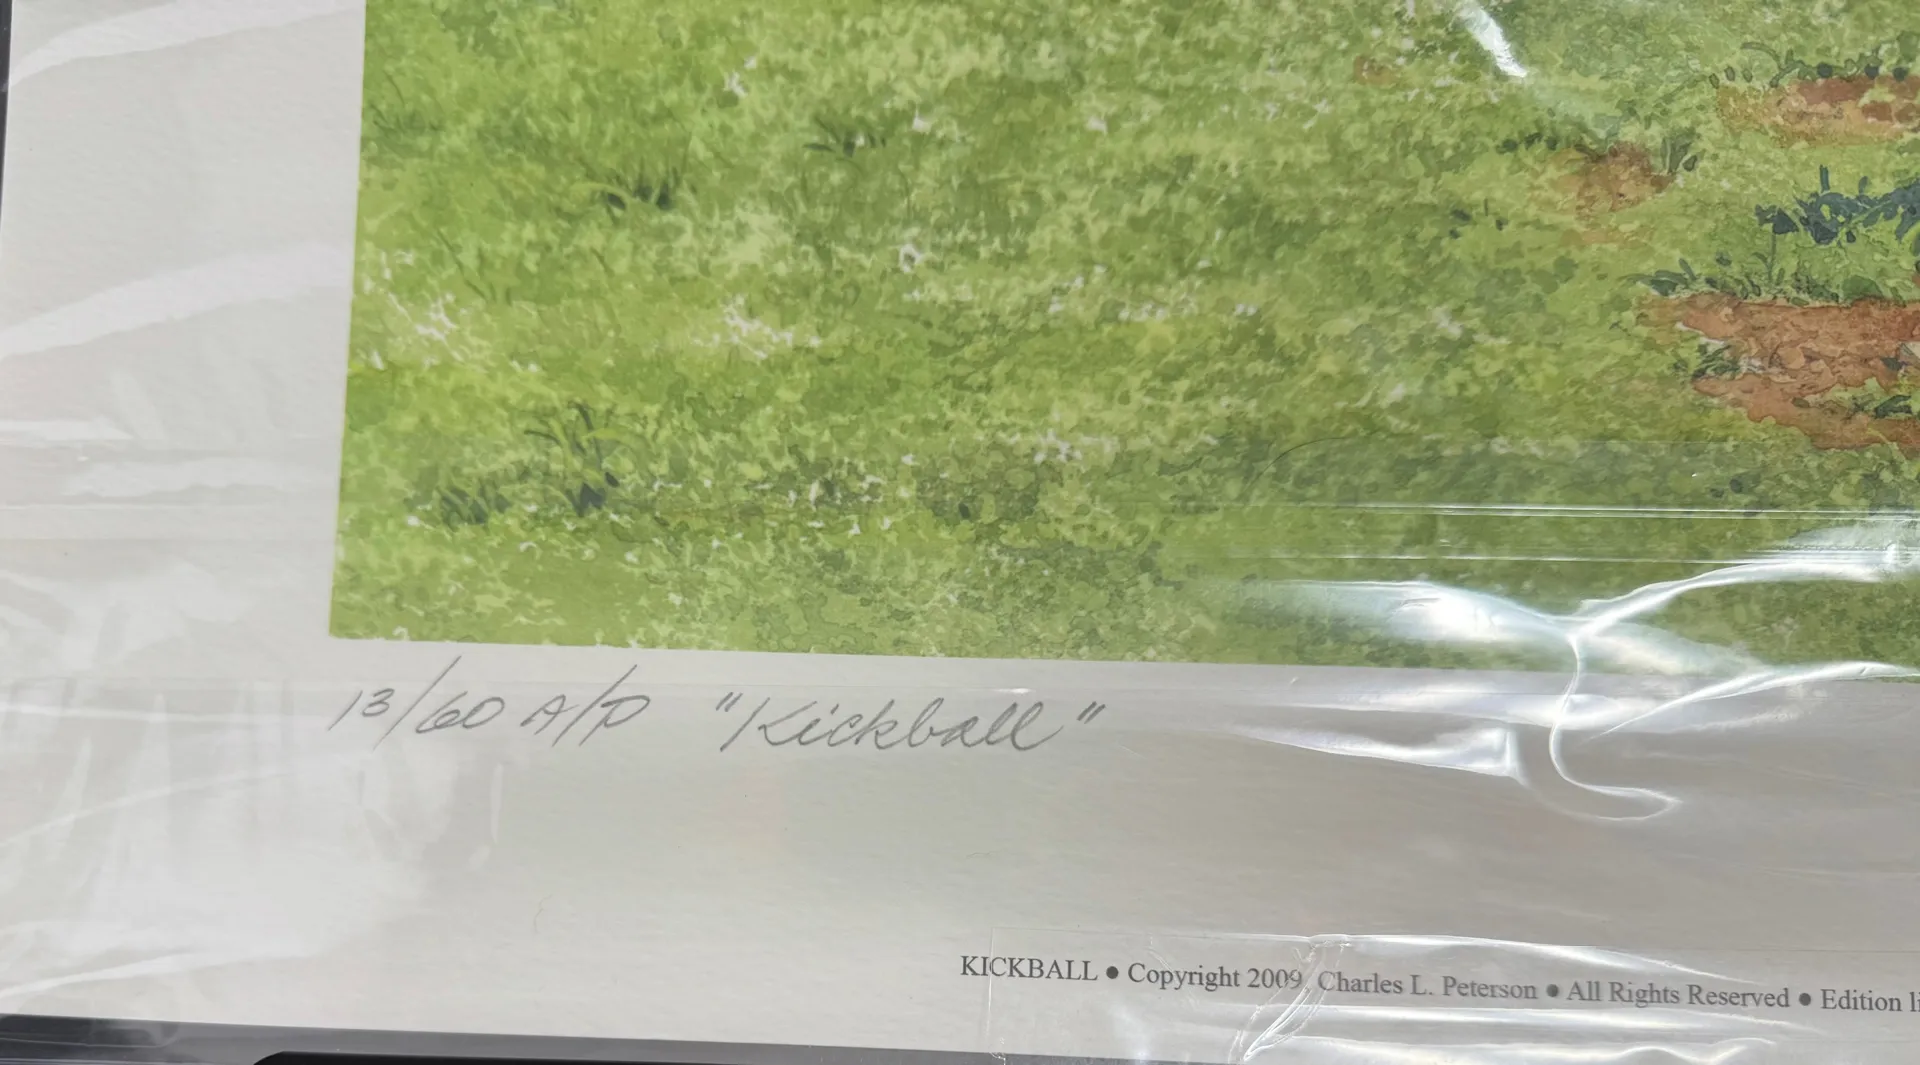 13/60 A/P "Kickball"
KICKBALL ● Copyright 2009 Charles L. Peterson ● All Rights Reserved ● Edition